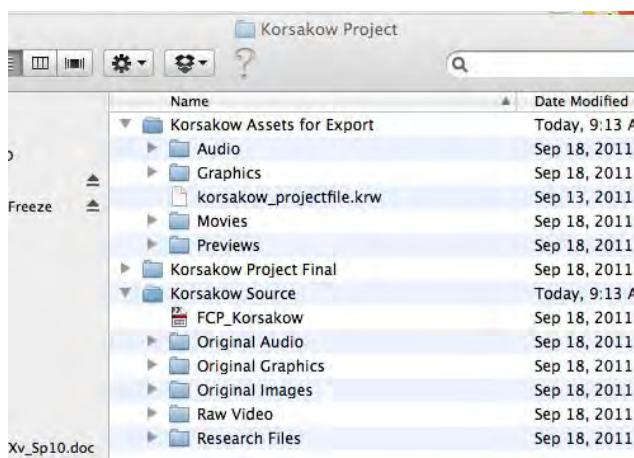 Korsakow Project
Name Date Modified
Korsakow Assets for Export Today, 9:13 A
Audio Sep 18, 2011
Graphics Sep 18, 2011
korsakow_projectfile.krw Sep 13, 2011
Freeze
Movies Sep 18, 2011
Previews Sep 18, 2011
Korsakow Project Final Sep 18, 2011
Korsakow Source Today, 9:13 A
FCP_Korsakow Sep 18, 2011
Original Audio Sep 18, 2011
Original Graphics Sep 18, 2011
Original Images Sep 18, 2011
Raw Video Sep 18, 2011
Research Files Sep 18, 2011
Xv_Sp10.doc